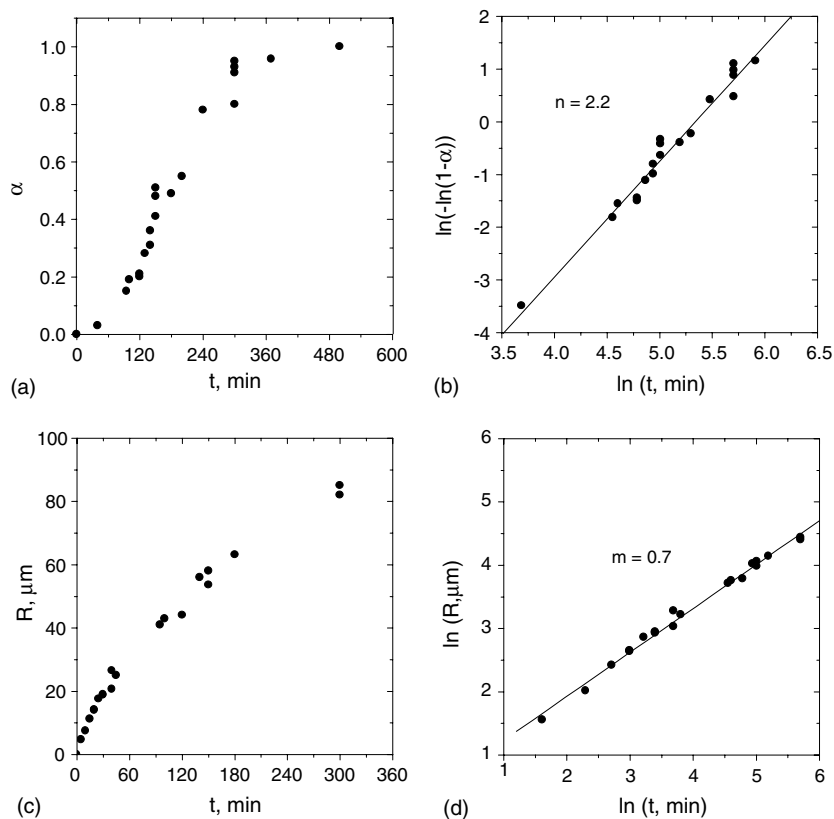 1.0
0.8
0.6
0.4
0.2
0.0
α
0 120 240 360 480 600
t, min
(a)
2
1
0
-1
-2
-3
-4
ln(-ln(1-α))
n = 2.2
3.5 4.0 4.5 5.0 5.5 6.0 6.5
ln (t, min)
(b)
100
80
60
40
20
0
R, μm
0 60 120 180 240 300 360
t, min
(c)
6
5
4
3
2
1
ln (R,μm)
m = 0.7
1 2 3 4 5 6
ln (t, min)
(d)